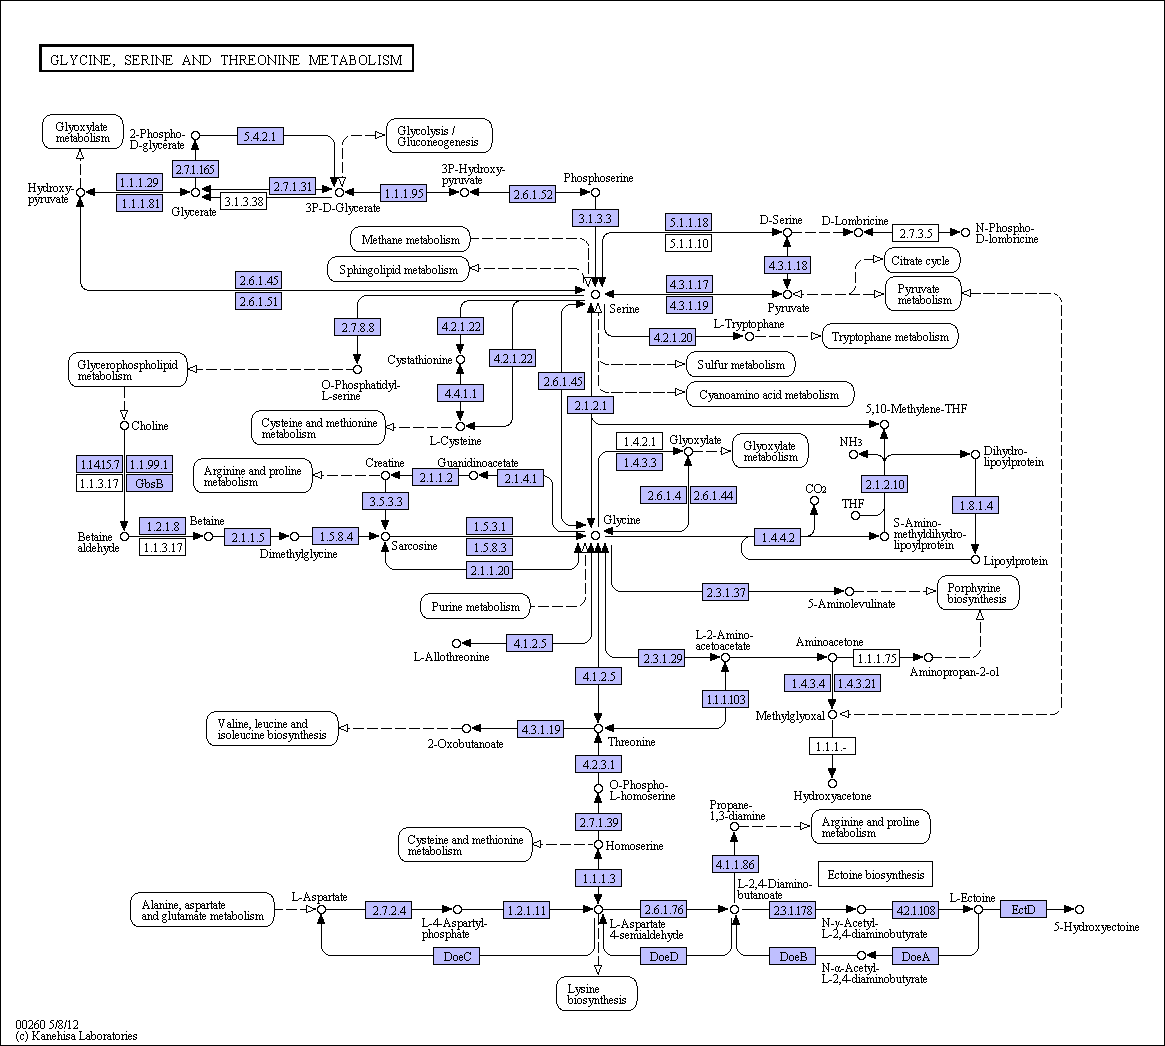 GLYCINE, SERINE AND THREONINE METABOLISM
Glyoxylate
metabolism
2-Phospho-
D-glycerate
5.4.2.1
Glycolysis /
Gluconeogenesis
2.7.1.165
3P-Hydroxy-
pyruvate
Phosphoserine
Hydroxy-
pyruvate
1.1.1.29
1.1.1.81
Glycerate
2.7.1.31
3.1.3.38
3P-D-Glycerate
1.1.1.95
2.6.1.52
3.1.3.3
5.1.1.18
5.1.1.10
D-Serine
D-Lombricine
2.7.3.5
N-Phospho-
D-lombricine
Methane metabolism
Sphingolipid metabolism
4.3.1.18
Citrate cycle
2.6.1.45
2.6.1.51
4.3.1.17
4.3.1.19
Serine
Pyruvate
Pyruvate
metabolism
2.7.8.8
4.2.1.22
4.2.1.20
L-Tryptophane
Tryptophane metabolism
Cystathionine
4.2.1.22
Sulfur metabolism
Glycerophospholipid
metabolism
O-Phosphatidyl-
L-serine
4.4.1.1
2.6.1.45
2.1.2.1
Cyanoamino acid metabolism
5,10-Methylene-THF
Choline
Cysteine and methionine
metabolism
L-Cysteine
1.4.2.1
1.4.3.3
Glyoxylate
Glyoxylate
metabolism
NH3
Dihydro-
lipoylprotein
1.14.15.7
1.1.99.1
1.1.3.17
GbsB
Arginine and proline
metabolism
Creatine
2.1.1.2
Guanidinoacetate
2.1.4.1
3.5.3.3
2.6.1.4
2.6.1.44
CO2
THF
2.1.2.10
1.8.1.4
Betaine
aldehyde
1.2.1.8
1.1.3.17
Betaine
2.1.1.5
Dimethylglycine
1.5.8.4
Sarcosine
1.5.3.1
1.5.8.3
2.1.1.20
Glycine
1.4.4.2
S-Amino-
methyldihydro-
lipoylprotein
Lipoylprotein
Purine metabolism
2.3.1.37
5-Aminolevulinate
Porphyrine
biosynthesis
L-Allothreonine
4.1.2.5
2.3.1.29
L-2-Amino-
acetoacetate
Aminoacetone
1.1.1.75
Aminopropan-2-ol
4.1.2.5
1.1.1.103
1.4.3.4
1.4.3.21
Methylglyoxal
Valine, leucine and
isoleucine biosynthesis
2-Oxobutanoate
4.3.1.19
Threonine
1.1.1.-
Hydroxyacetone
4.2.3.1
O-Phospho-
L-homoserine
2.7.1.39
Propane-
1,3-diamine
Arginine and proline
metabolism
Cysteine and methionine
metabolism
Homoserine
1.1.1.3
4.1.1.86
Ectoine biosynthesis
Alanine, aspartate
and glutamate metabolism
L-Aspartate
2.7.2.4
L-4-Aspartyl-
phosphate
1.2.1.11
L-Aspartate
4-semialdehyde
2.6.1.76
L-2,4-Diamino-
butanoate
2.3.1.178
N-γ-Acetyl-
L-2,4-diaminobutyrate
4.2.1.108
L-Ectoine
EctD
5-Hydroxyectoine
DoeC
DoeD
DoeB
N-α-Acetyl-
L-2,4-diaminobutyrate
DoeA
Lysine
biosynthesis
00260 5/8/12
(c) Kanehisa Laboratories